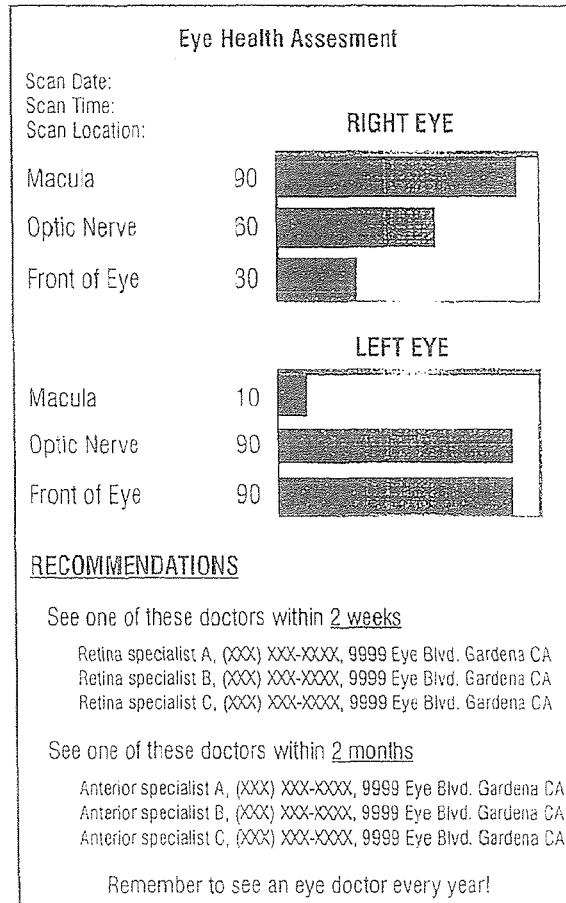 Eye Health Assesment
Scan Date:
Scan Time:
Scan Location:
RIGHT EYE
Macula 90
Optic Nerve 60
Front of Eye 30
LEFT EYE
Macula 10
Optic Nerve 90
Front of Eye 90
RECOMMENDATIONS
See one of these doctors within 2 weeks
Retina specialist A, (XXX) XXX-XXXX, 9999 Eye Blvd. Gardena CA
Retina specialist B, (XXX) XXX-XXXX, 9999 Eye Blvd. Gardena CA
Retina specialist C, (XXX) XXX-XXXX, 9999 Eye Blvd. Gardena CA
See one of these doctors within 2 months
Anterior specialist A, (XXX) XXX-XXXX, 9999 Eye Blvd. Gardena CA
Anterior specialist B, (XXX) XXX-XXXX, 9999 Eye Blvd. Gardena CA
Anterior specialist C, (XXX) XXX-XXXX, 9999 Eye Blvd. Gardena CA
Remember to see an eye doctor every year!